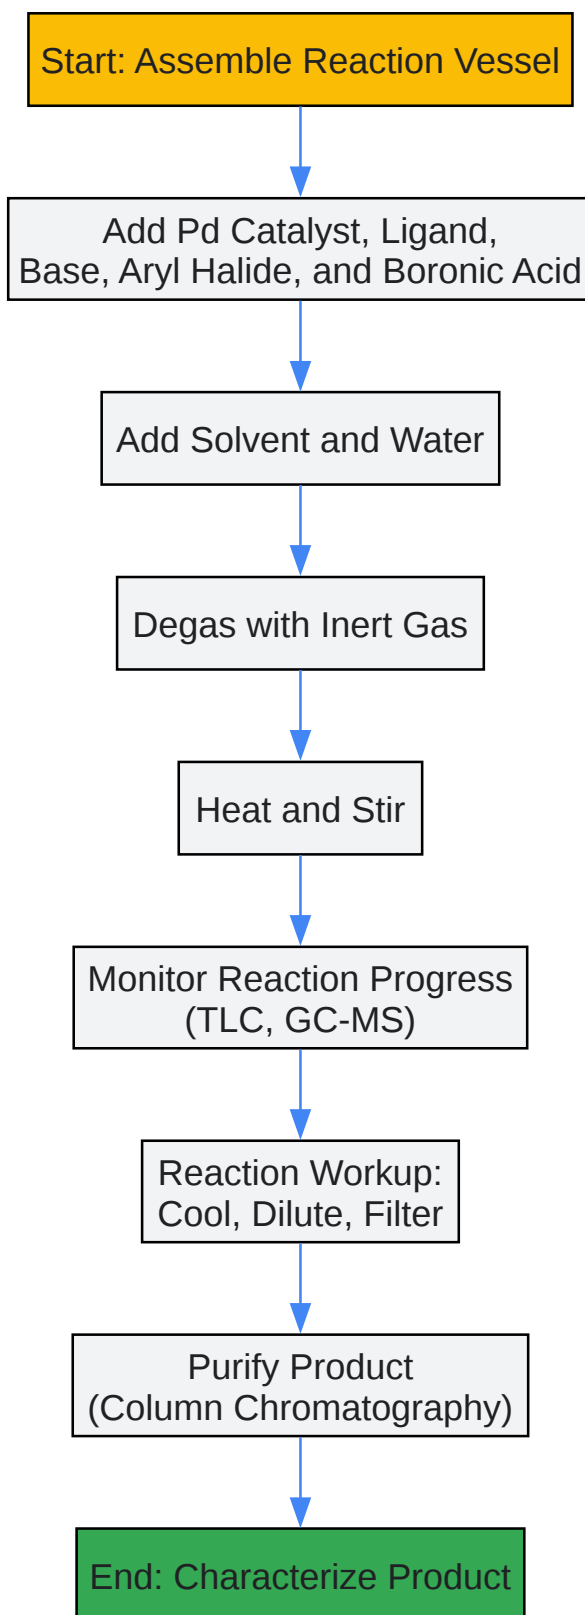 Start: Assemble Reaction Vessel
Add Pd Catalyst, Ligand,
Base, Aryl Halide, and Boronic Acid
Add Solvent and Water
Degas with Inert Gas
Heat and Stir
Monitor Reaction Progress
(TLC, GC-MS)
Reaction Workup:
Cool, Dilute, Filter
Purify Product
(Column Chromatography)
End: Characterize Product